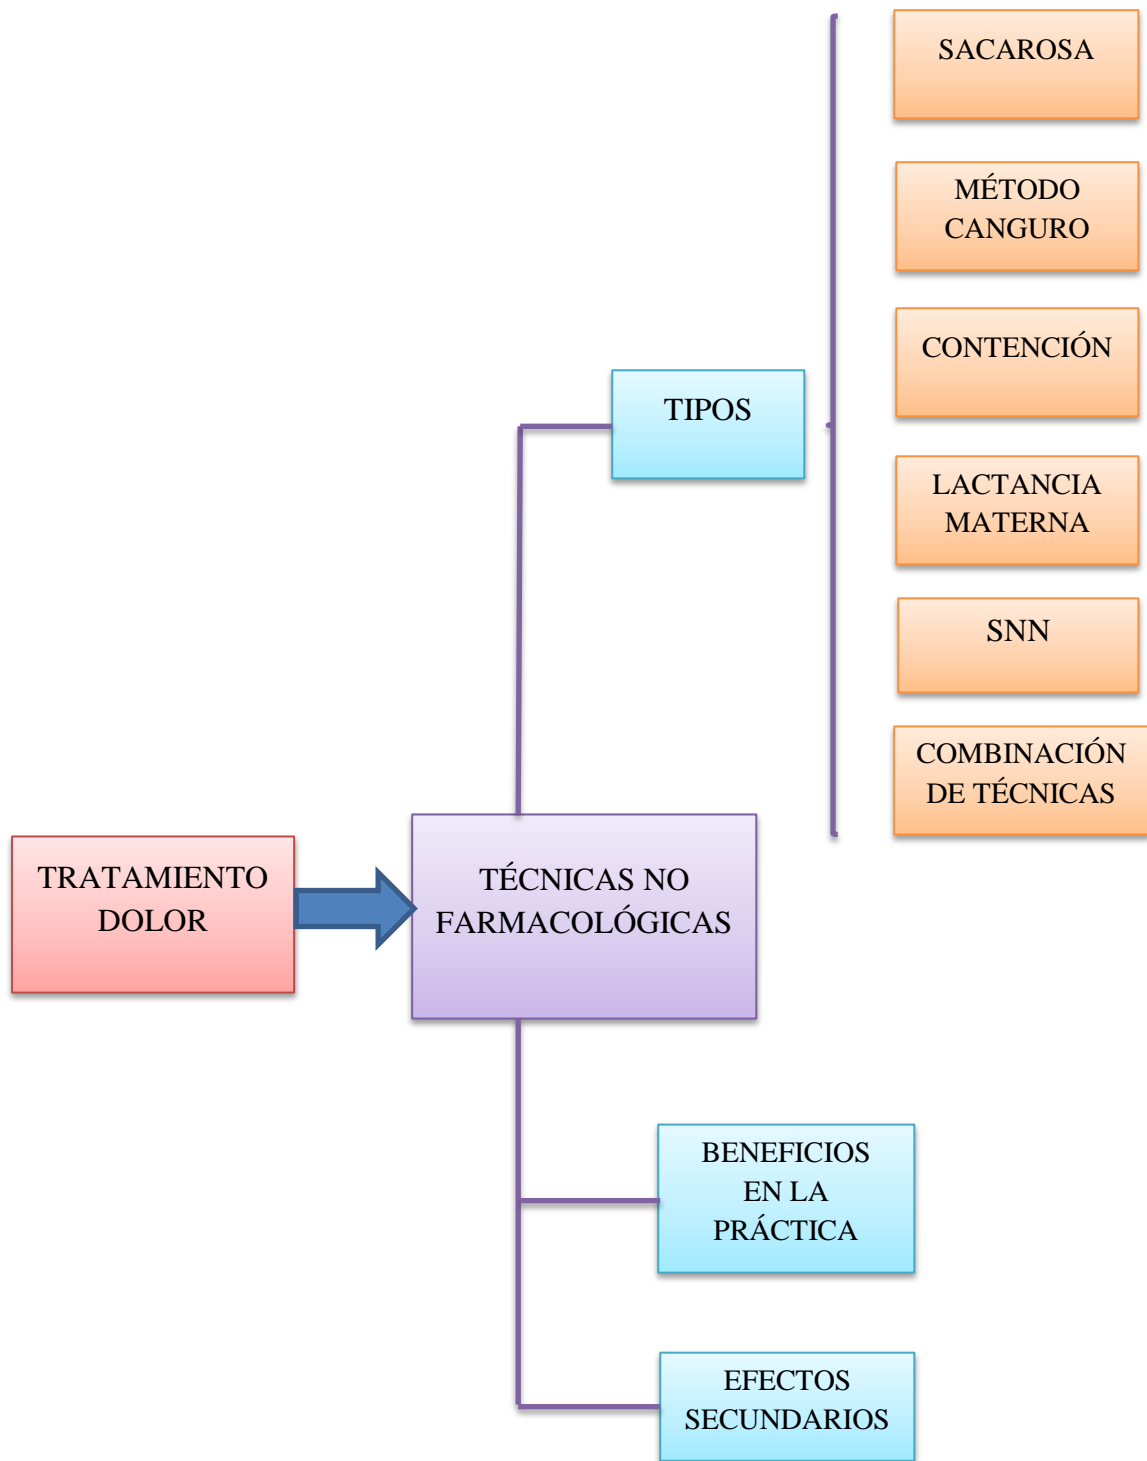 SACAROSA
MÉTODO
CANGURO
CONTENCIÓN
TIPOS
LACTANCIA
MATERNA
SNN
COMBINACIÓN
DE TÉCNICAS
TRATAMIENTO
DOLOR
TÉCNICAS NO
FARMACOLÓGICAS
BENEFICIOS
EN LA
PRÁCTICA
EFECTOS
SECUNDARIOS